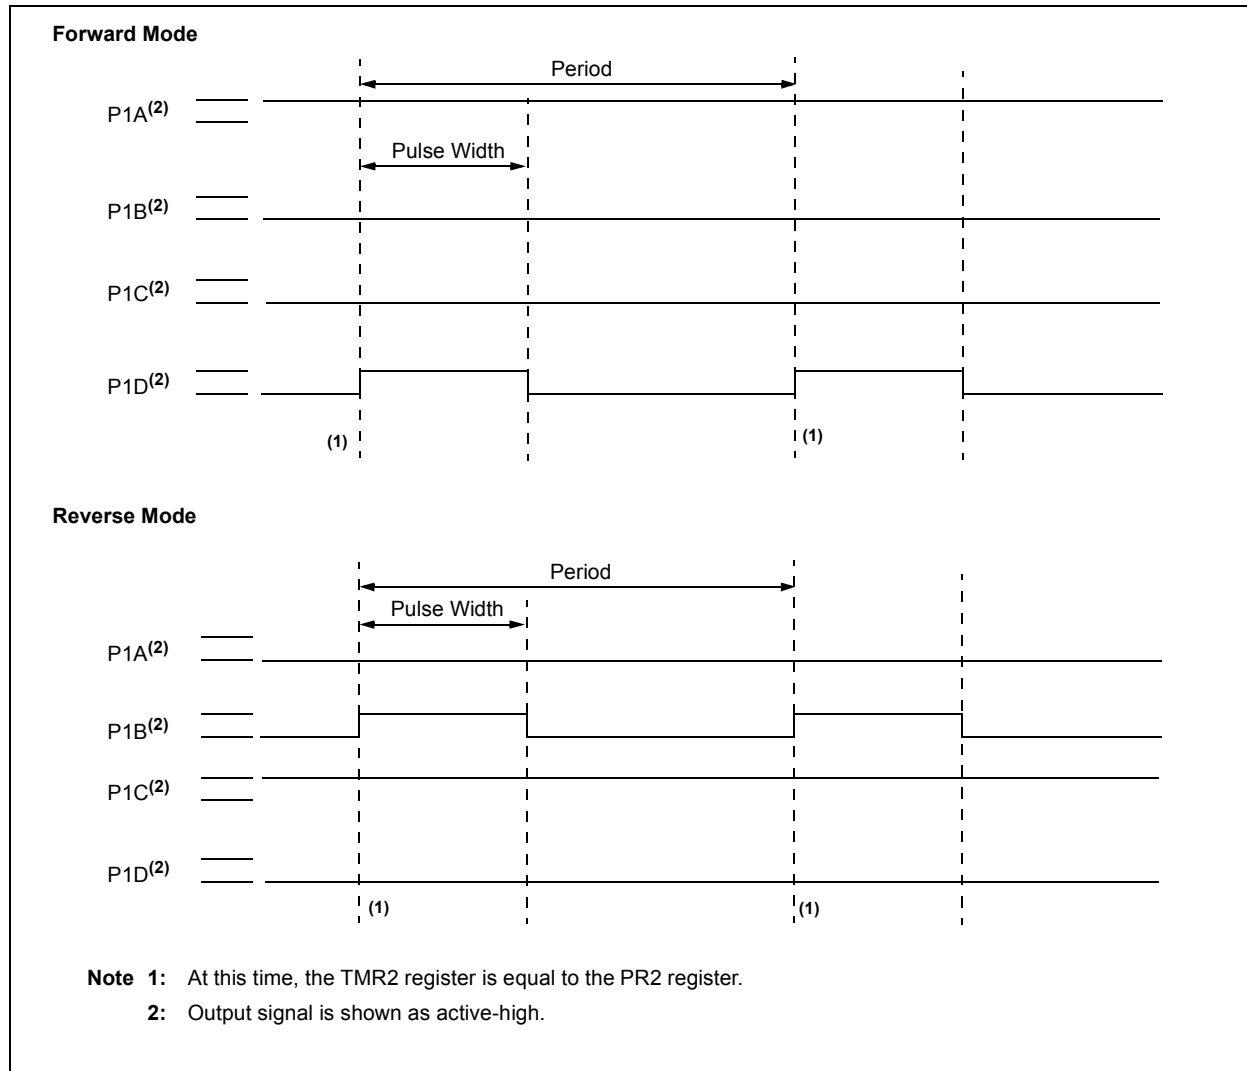 Forward Mode
Period
P1A(2)
Pulse Width
P1B(2)
P1C(2)
P1D(2)
(1)
(1)
Reverse Mode
Period
Pulse Width
P1A(2)
P1B(2)
P1C(2)
P1D(2)
(1)
(1)
Note 1: At this time, the TMR2 register is equal to the PR2 register.
2: Output signal is shown as active-high.